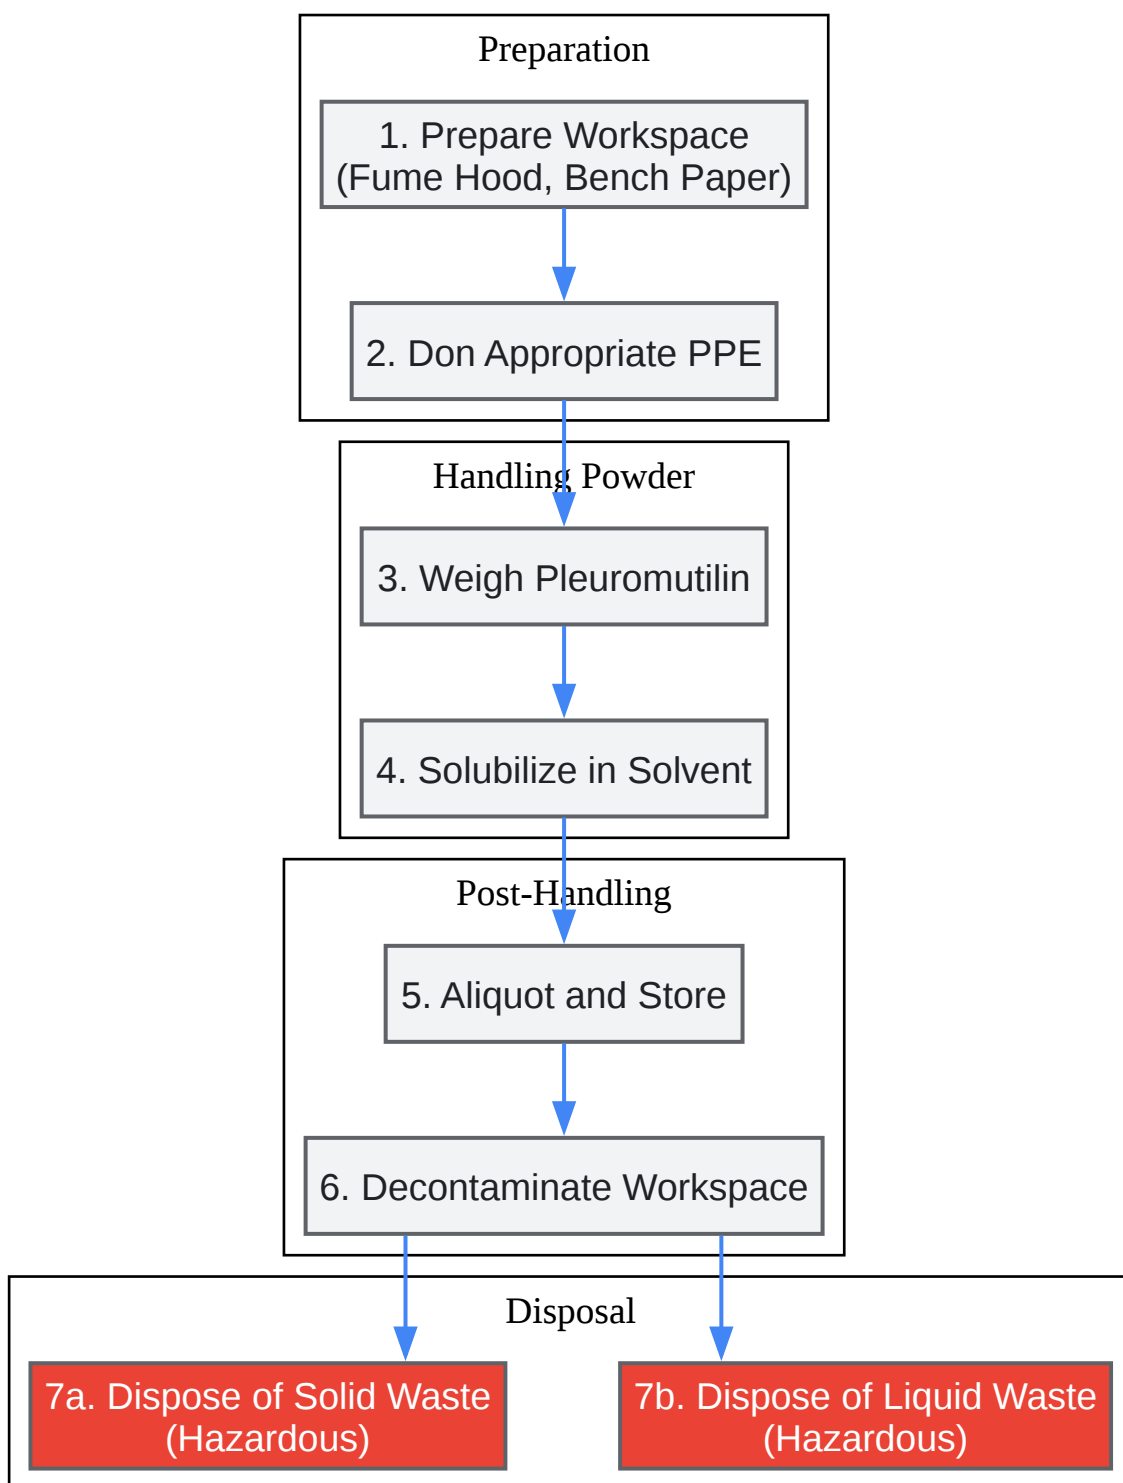 Preparation
1. Prepare Workspace
(Fume Hood, Bench Paper)
2. Don Appropriate PPE
Handling Powder
3. Weigh Pleuromutilin
4. Solubilize in Solvent
Post-Handling
5. Aliquot and Store
6. Decontaminate Workspace
Disposal
7a. Dispose of Solid Waste
(Hazardous)
7b. Dispose of Liquid Waste
(Hazardous)